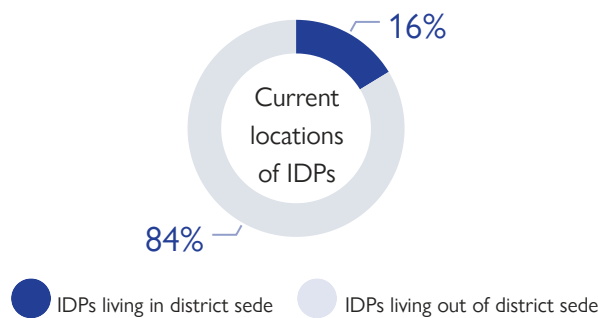 16%
Current
locations
of IDPs
84%
IDPs living in district sede
IDPs living out of district sede